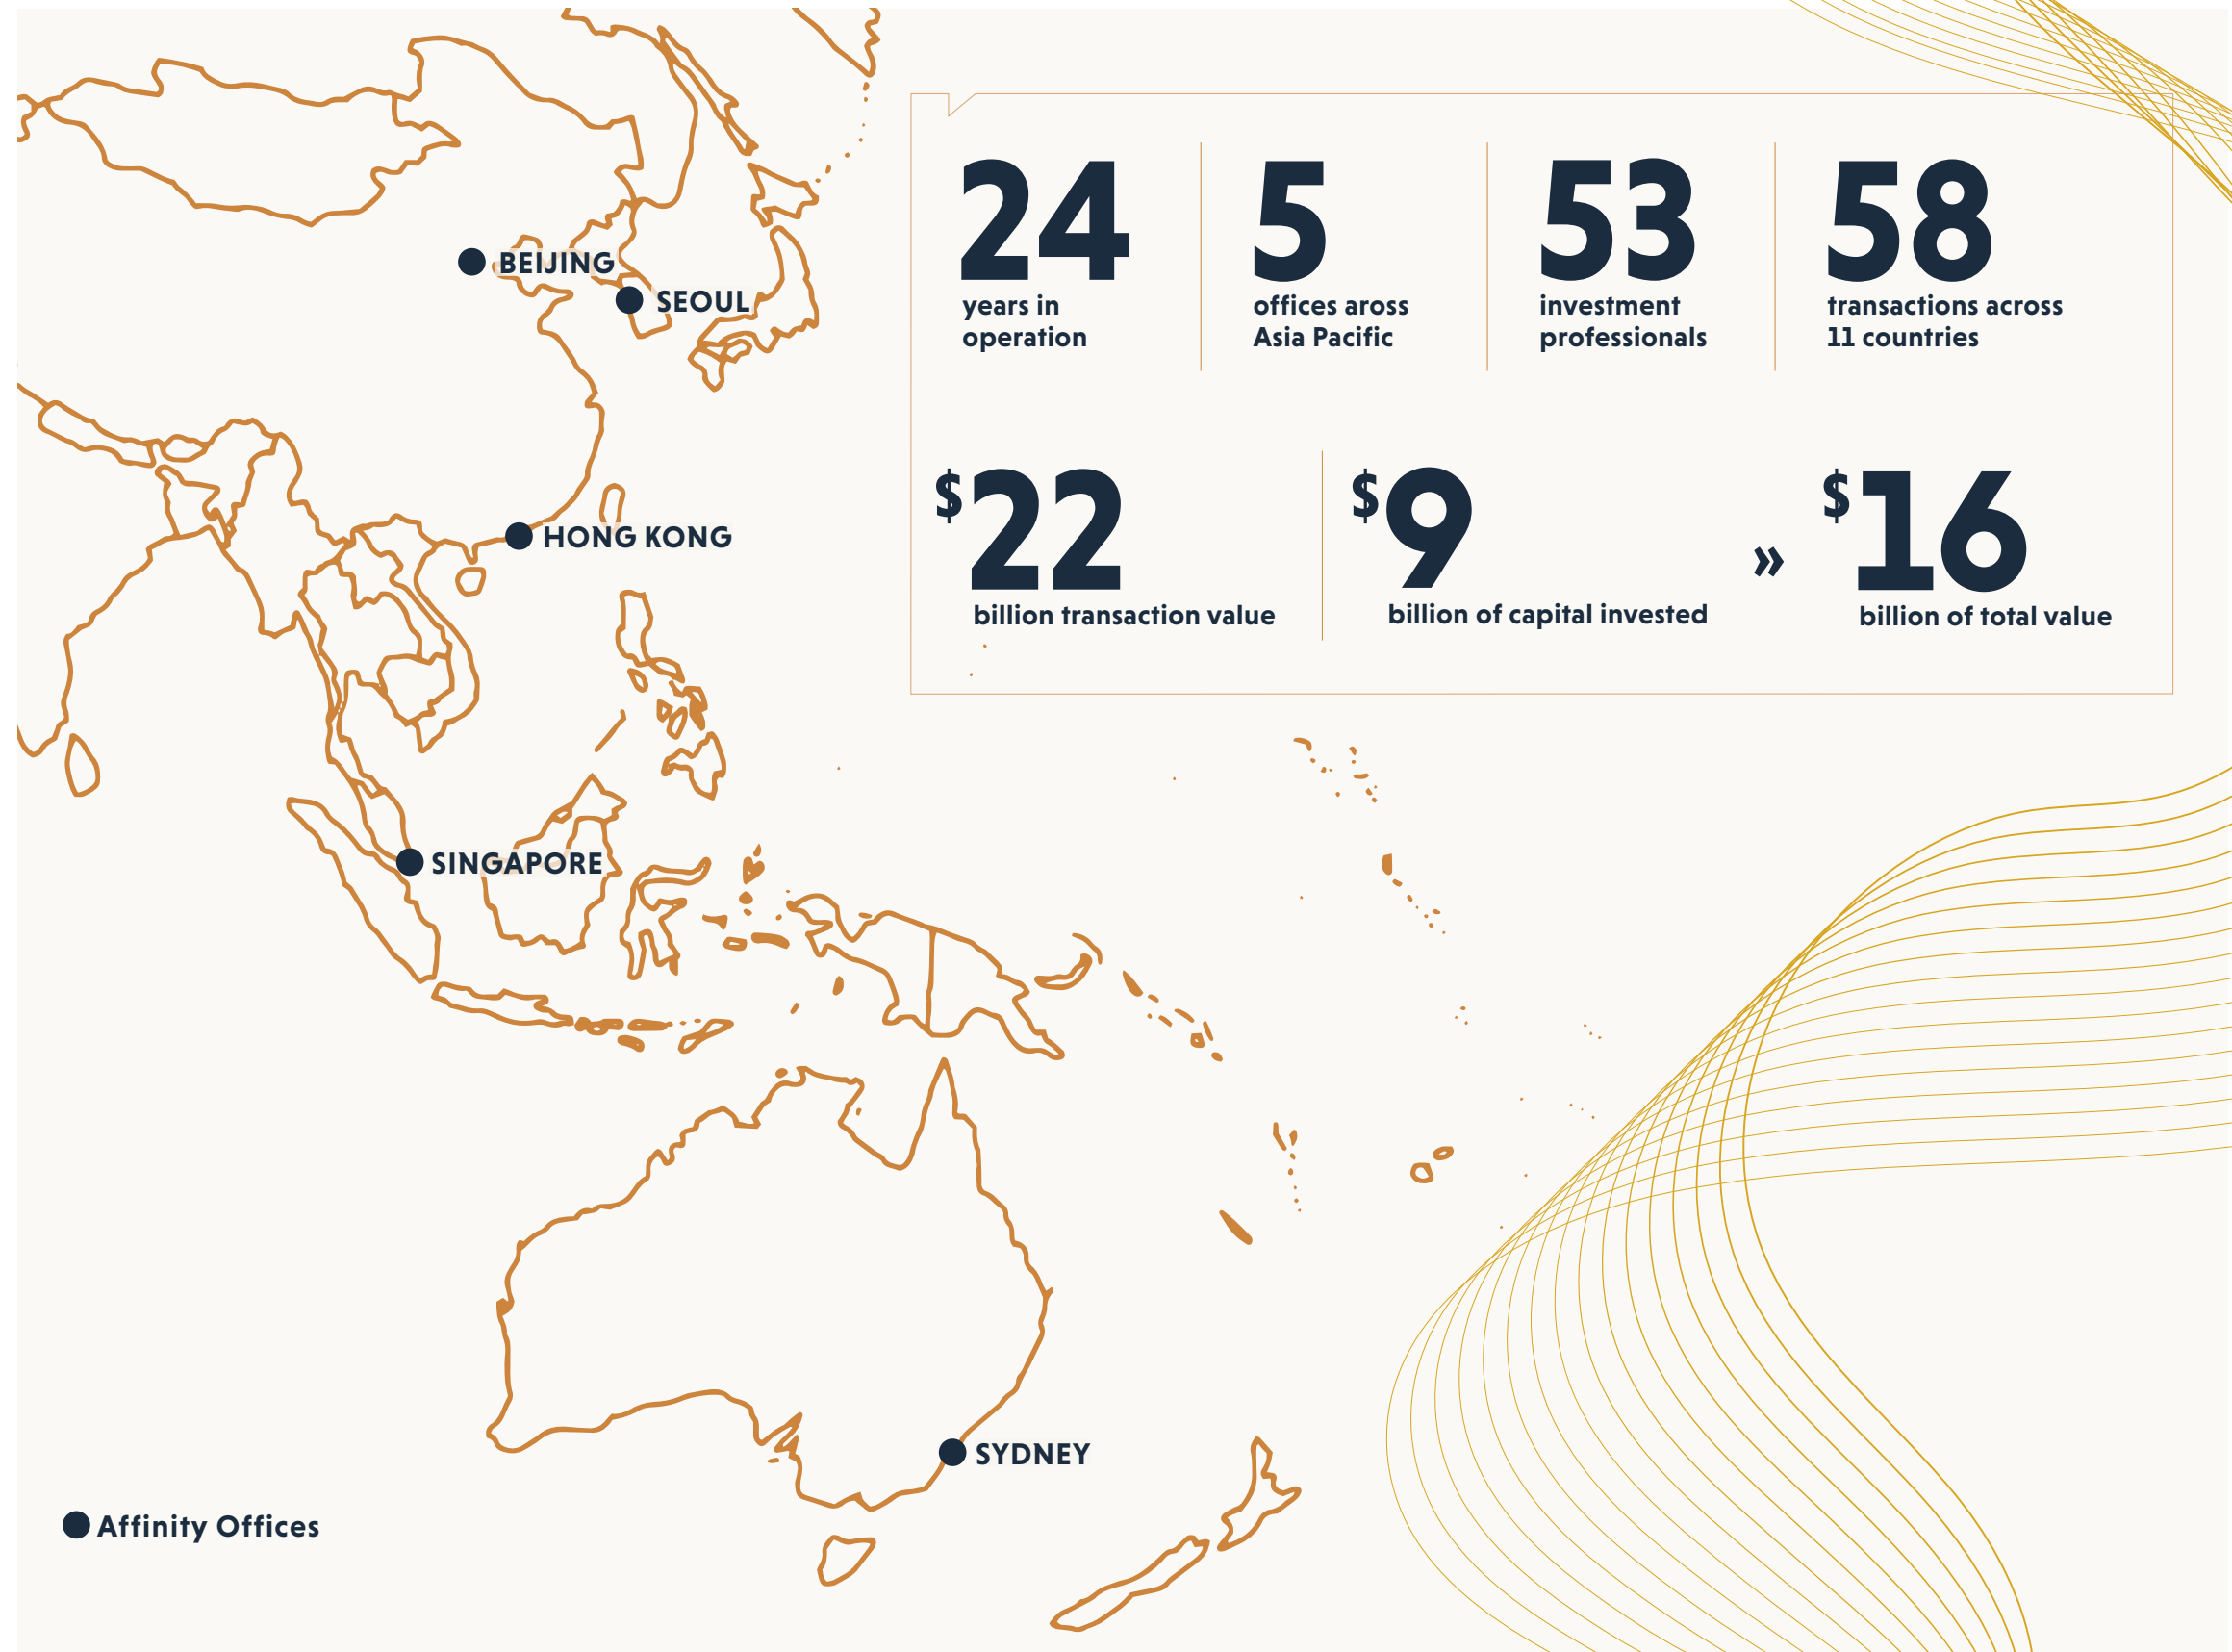 24
years in
operation
5
offices aross
Asia Pacific
53
investment
professionals
58
transactions across
11 countries
$22
billion transaction value
$9
billion of capital invested
»
$16
billion of total value
BEIJING
SEOUL
HONG KONG
SINGAPORE
SYDNEY
Affinity Offices